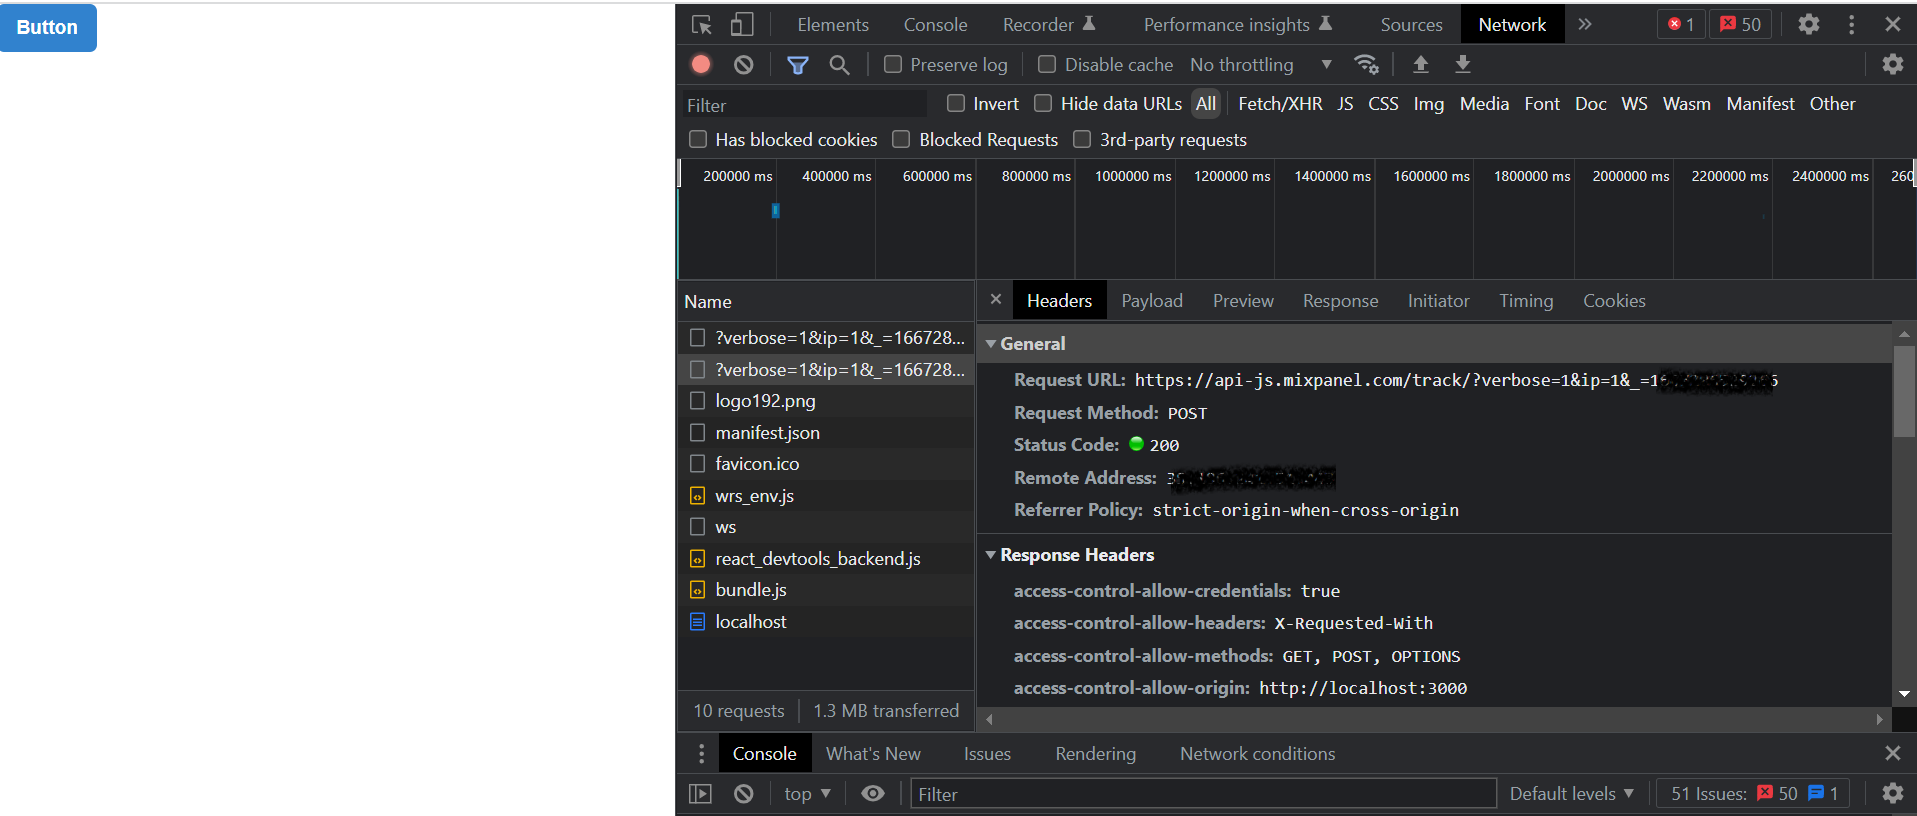 Button
Elements Console Recorder Performance insights Sources Network 1 50
Preserve log Disable cache No throttling
Filter Invert Hide data URLs All Fetch/XHR JS CSS Img Media Font Doc WS Wasm Manifest Other
Has blocked cookies Blocked Requests 3rd-party requests
200000 ms 400000 ms 600000 ms 800000 ms 1000000 ms 1200000 ms 1400000 ms 1600000 ms 1800000 ms 2000000 ms 2200000 ms 2400000 ms 260
Name
?verbose=1&ip=1&_=166728...
?verbose=1&ip=1&_=166728...
logo192.png
manifest.json
favicon.ico
wrs_env.js
ws
react_devtools_backend.js
bundle.js
localhost
10 requests 1.3 MB transferred
Headers Payload Preview Response Initiator Timing Cookies
General
Request URL: https://api-js.mixpanel.com/track/?verbose=1&ip=1&_=1
Request Method: POST
Status Code: 200
Remote Address:
Referrer Policy: strict-origin-when-cross-origin
Response Headers
access-control-allow-credentials: true
access-control-allow-headers: X-Requested-With
access-control-allow-methods: GET, POST, OPTIONS
access-control-allow-origin: http://localhost:3000
Console What's New Issues Rendering Network conditions
top Filter Default levels 51 Issues: 50 1